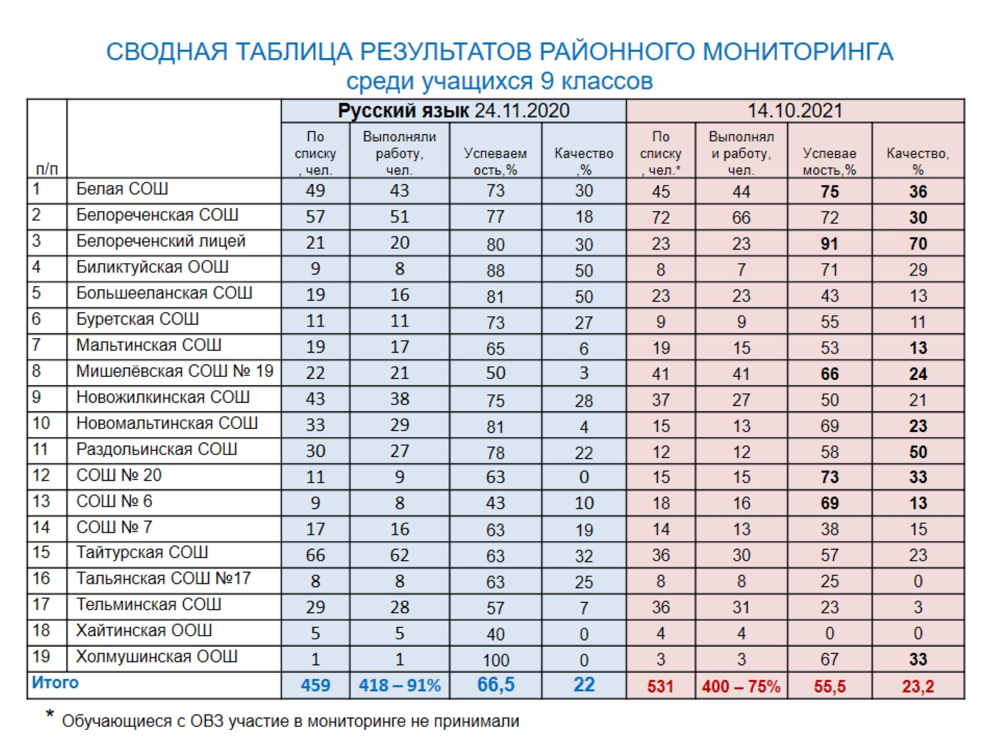 СВОДНАЯ ТАБЛИЦА РЕЗУЛЬТАТОВ РАЙОННОГО МОНИТОРИНГА
среди учащихся 9 классов
п/п Русский язык 24.11.2020 14.10.2021
По списку , чел. Выполняли работу, чел. Успеваем ость,% Качество ,% По списку , чел.* Выполнял и работу, чел. Успевае мость,% Качество, %
1 Белая СОШ 49 43 73 30 45 44 75 36
2 Белореченская СОШ 57 51 77 18 72 66 72 30
3 Белореченский лицей 21 20 80 30 23 23 91 70
4 Биликтуйская ООШ 9 8 88 50 8 7 71 29
5 Большееланская СОШ 19 16 81 50 23 23 43 13
6 Буретская СОШ 11 11 73 27 9 9 55 11
7 Мальтинская СОШ 19 17 65 6 19 15 53 13
8 Мишелёвская СОШ № 19 22 21 50 3 41 41 66 24
9 Новожилкинская СОШ 43 38 75 28 37 27 50 21
10 Новомальтинская СОШ 33 29 81 4 15 13 69 23
11 Раздольинская СОШ 30 27 78 22 12 12 58 50
12 СОШ № 20 11 9 63 0 15 15 73 33
13 СОШ № 6 9 8 43 10 18 16 69 13
14 СОШ № 7 17 16 63 19 14 13 38 15
15 Тайтурская СОШ 66 62 63 32 36 30 57 23
16 Тальянская СОШ №17 8 8 63 25 8 8 25 0
17 Тельминская СОШ 29 28 57 7 36 31 23 3
18 Хайтинская ООШ 5 5 40 0 4 4 0 0
19 Холмушинская ООШ 1 1 100 0 3 3 67 33
Итого 459 418 – 91% 66,5 22 531 400 – 75% 55,5 23,2
* Обучающиеся с ОВЗ участие в мониторинге не принимали